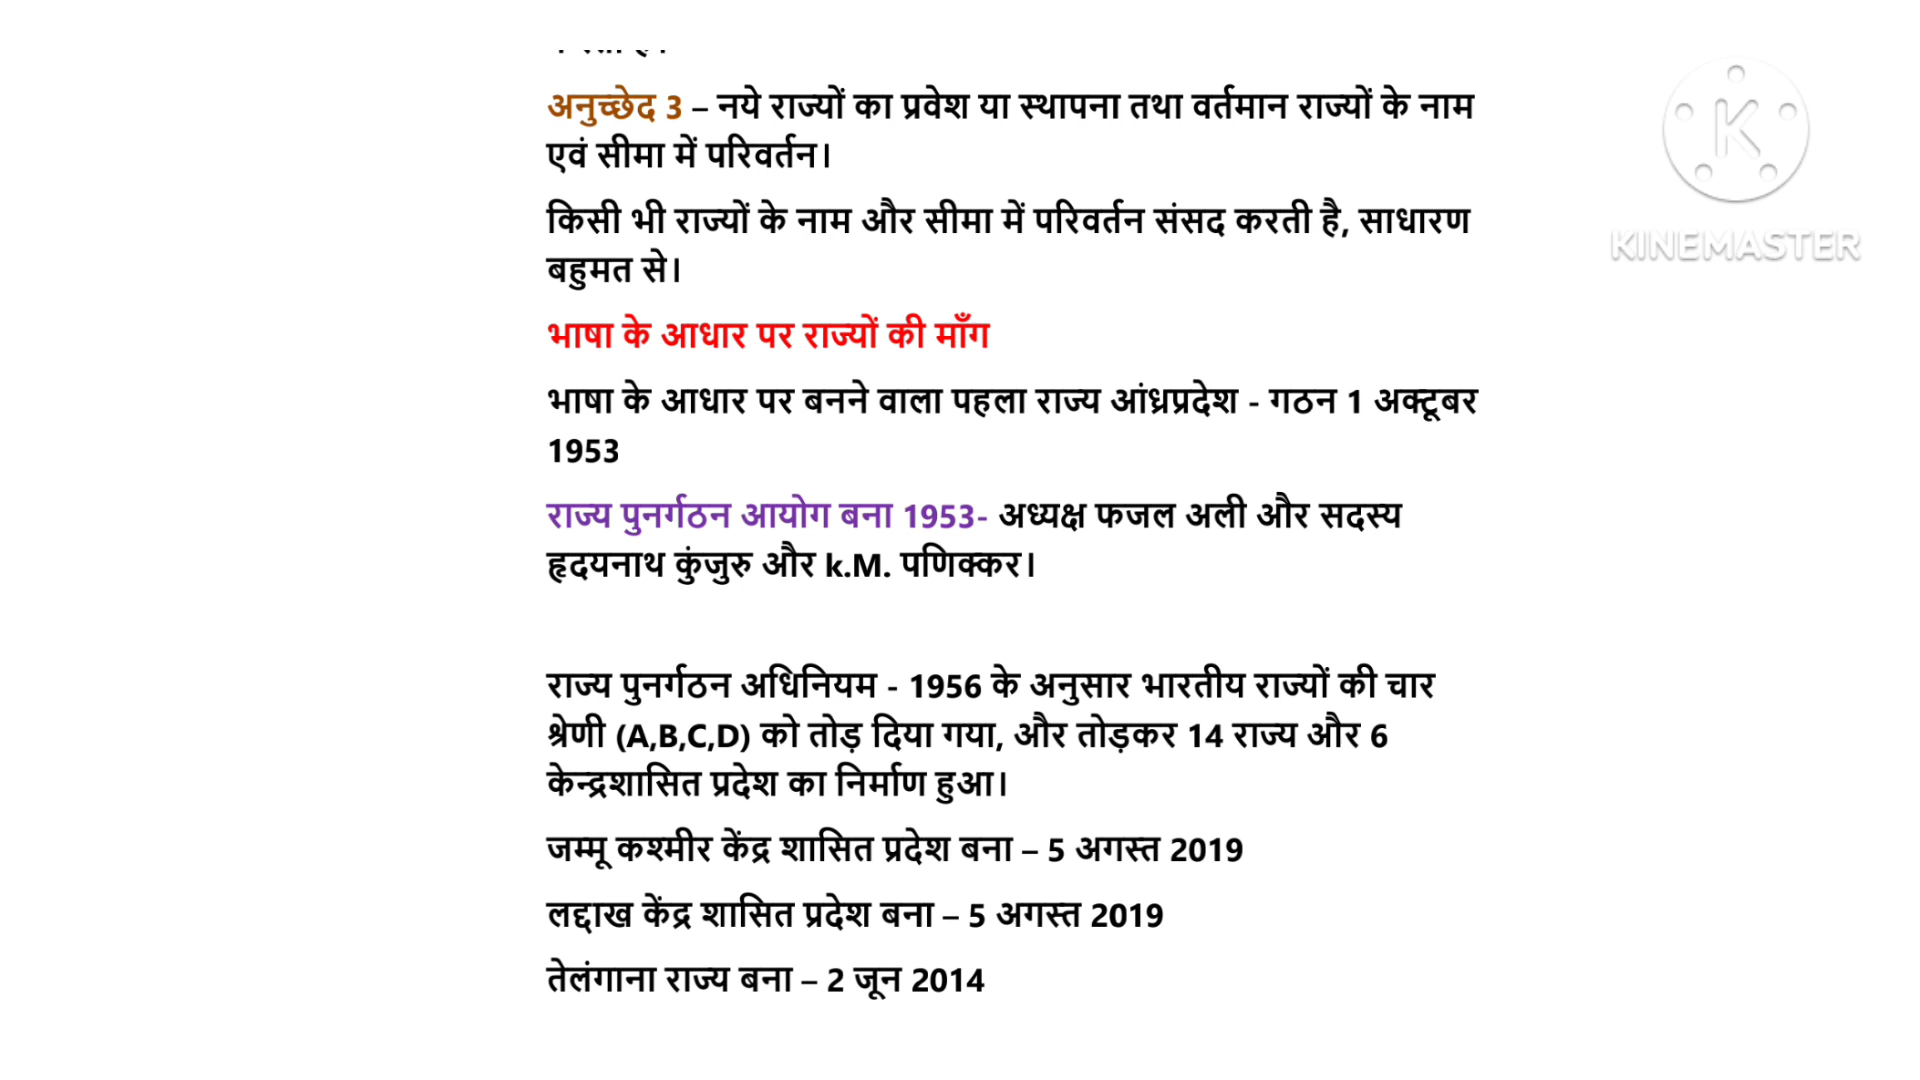 अनुच्छेद 3 – नये राज्यों का प्रवेश या स्थापना तथा वर्तमान राज्यों के नाम
एवं सीमा में परिवर्तन।
किसी भी राज्यों के नाम और सीमा में परिवर्तन संसद करती है, साधारण
बहुमत से।
भाषा के आधार पर राज्यों की माँग
भाषा के आधार पर बनने वाला पहला राज्य आंध्रप्रदेश - गठन 1 अक्टूबर
1953
राज्य पुनर्गठन आयोग बना 1953- अध्यक्ष फजल अली और सदस्य
हृदयनाथ कुंजुरु और k.M. पणिक्कर।
राज्य पुनर्गठन अधिनियम - 1956 के अनुसार भारतीय राज्यों की चार
श्रेणी (A,B,C,D) को तोड़ दिया गया, और तोड़कर 14 राज्य और 6
केन्द्रशासित प्रदेश का निर्माण हुआ।
जम्मू कश्मीर केंद्र शासित प्रदेश बना – 5 अगस्त 2019
लद्दाख केंद्र शासित प्रदेश बना – 5 अगस्त 2019
तेलंगाना राज्य बना – 2 जून 2014
K
KINEMASTER